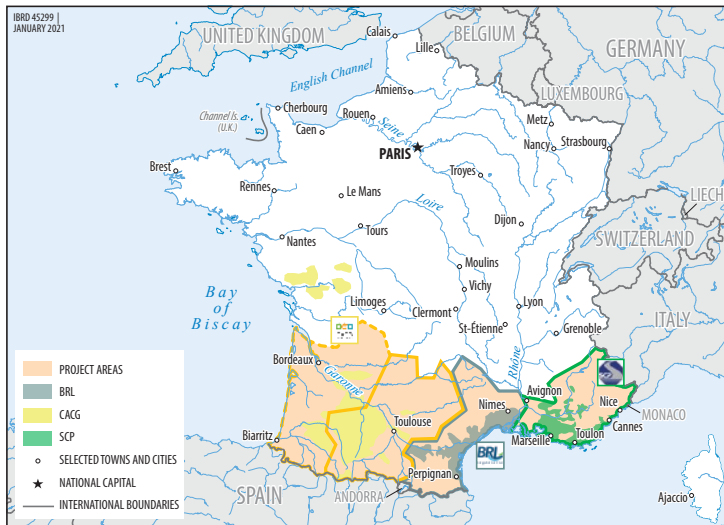 IBRD 45299 |
JANUARY 2021
UNITED KINGDOM
Calais
Lille
BELGIUM
GERMANY
English Channel
Amiens
LUXEMBOURG
Channel Is.
(U.K.)
Cherbourg
Rouen
Seine
Caen
Metz
Nancy
Strasbourg
PARIS
Brest
Troyes
Rennes
Le Mans
LIECH
Loire
Tours
Dijon
SWITZERLAND
Nantes
Moulins
Bay
of
Biscay
Vichy
Limoges
Clermont
Lyon
ITALY
St-Étienne
Grenoble
Rhône
Bordeaux
Garonne
Avignon
Nice
MONACO
Nimes
Cannes
Toulouse
Biarritz
Marseille
Toulon
BRL
Perpignan
SPAIN
ANDORRA
Ajaccio
PROJECT AREAS
BRL
CACG
SCP
SELECTED TOWNS AND CITIES
NATIONAL CAPITAL
INTERNATIONAL BOUNDARIES